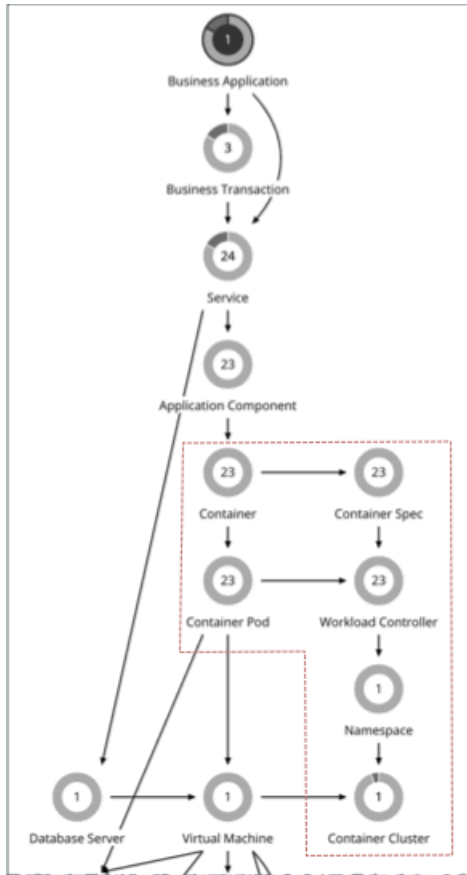 1
Business Application
3
Business Transaction
24
Service
23
Application Component
23 23
Container Container Spec
23 23
Container Pod Workload Controller
1
Namespace
1 1 1
Database Server Virtual Machine Container Cluster